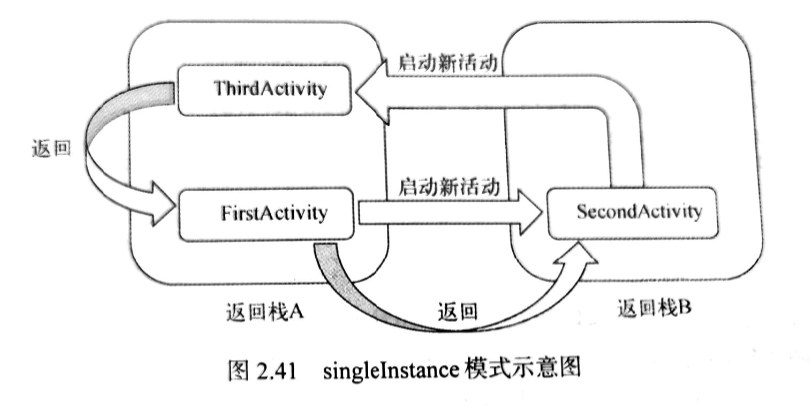 启动新活动
ThirdActivity
返回
启动新活动
FirstActivity
SecondActivity
返回栈A
返回
返回栈B
图 2.41 singleInstance 模式示意图